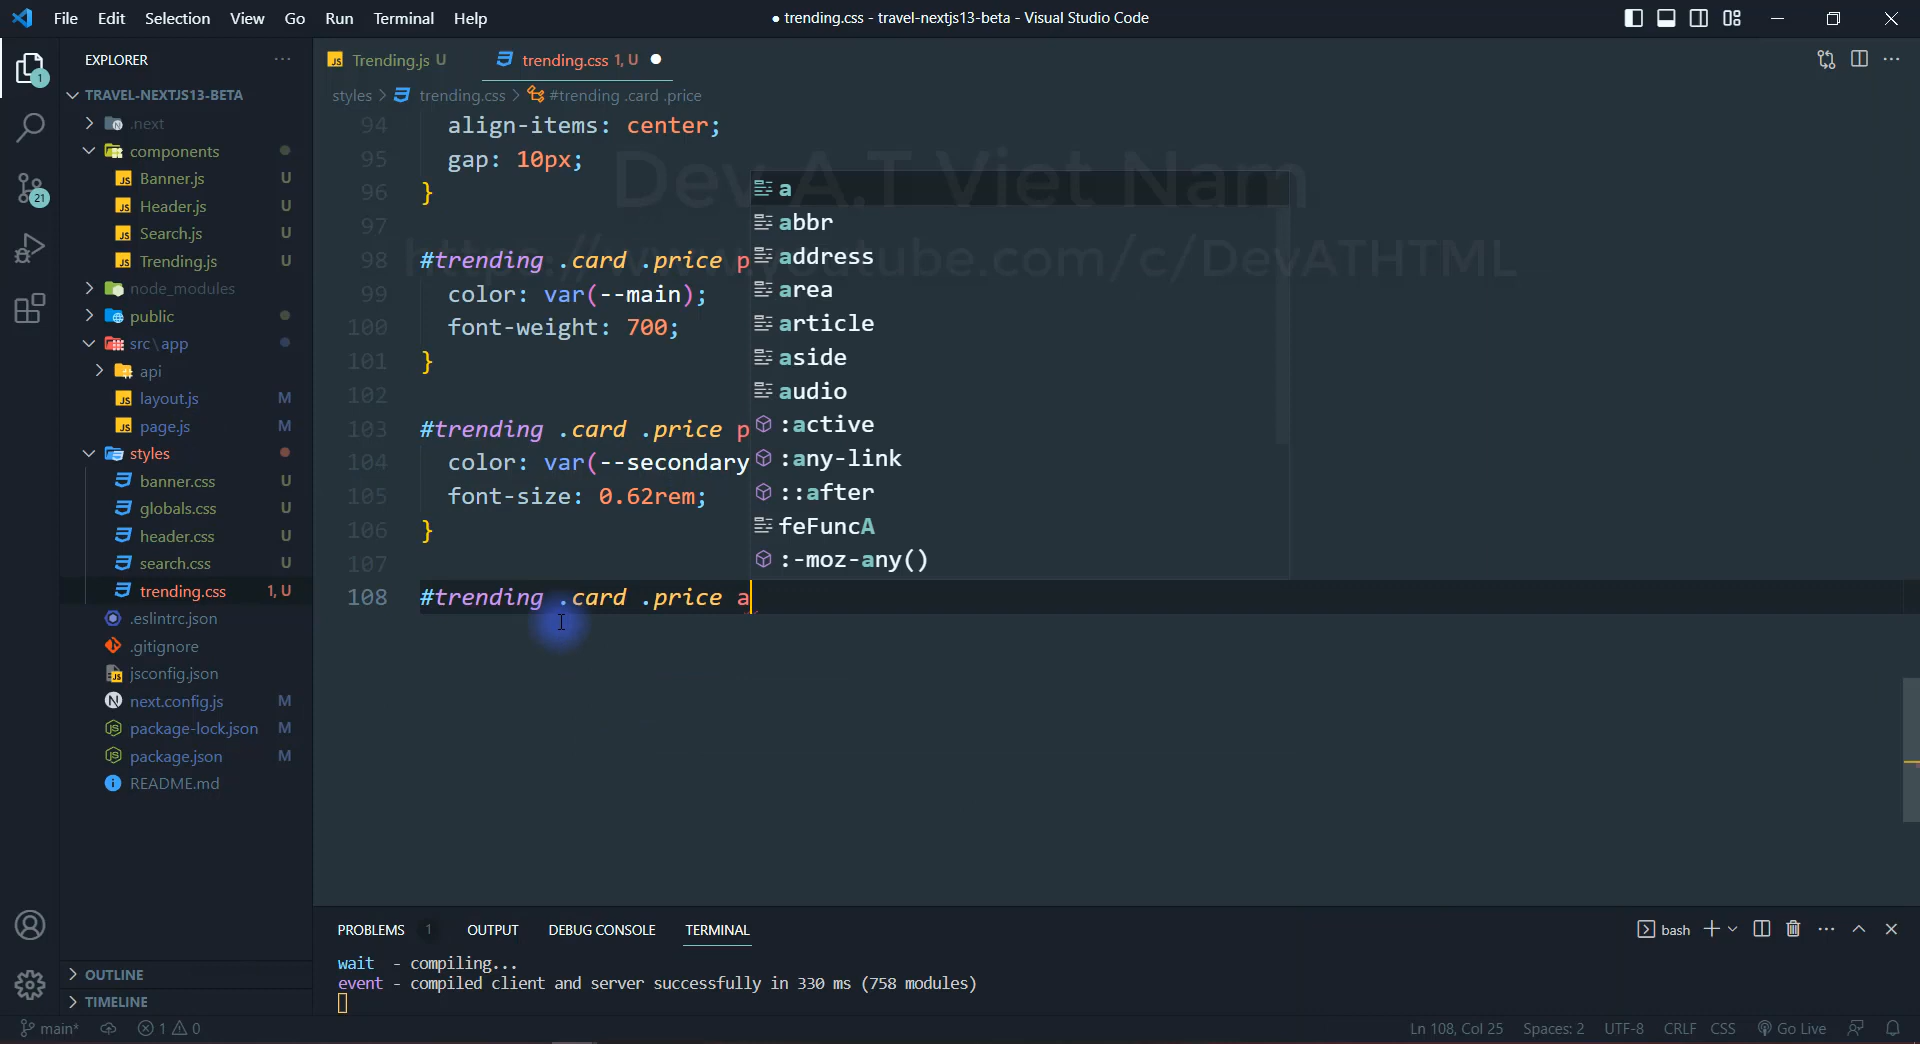 File Edit Selection View Go Run Terminal Help
● trending.css - travel-nextjs13-beta - Visual Studio Code
EXPLORER
Trending.js U
trending.css 1, U
TRAVEL-NEXTJS13-BETA
styles > trending.css > #trending .card .price
.next
components
Banner.js U
Header.js U
Search.js U
Trending.js U
node_modules
public
src\app
api
layout.js M
page.js M
styles
banner.css U
globals.css U
header.css U
search.css U
trending.css 1, U
.eslintrc.json
.gitignore
jsconfig.json
next.config.js M
package-lock.json M
package.json M
README.md
OUTLINE
TIMELINE
1
21
94 align-items: center;
95 gap: 10px;
96 }
97
98 #trending .card .price p
99 color: var(--main);
100 font-weight: 700;
101 }
102
103 #trending .card .price p
104 color: var(--secondary
105 font-size: 0.62rem;
106 }
107
108 #trending .card .price a
a
abbr
address
area
article
aside
audio
:active
:any-link
::after
feFuncA
:-moz-any()
Dev A.T Viet Nam
https://www.youtube.com/c/DevATHTML
PROBLEMS 1 OUTPUT DEBUG CONSOLE TERMINAL
bash
wait - compiling...
event - compiled client and server successfully in 330 ms (758 modules)
main* 1 0
Ln 108, Col 25 Spaces: 2 UTF-8 CRLF CSS Go Live